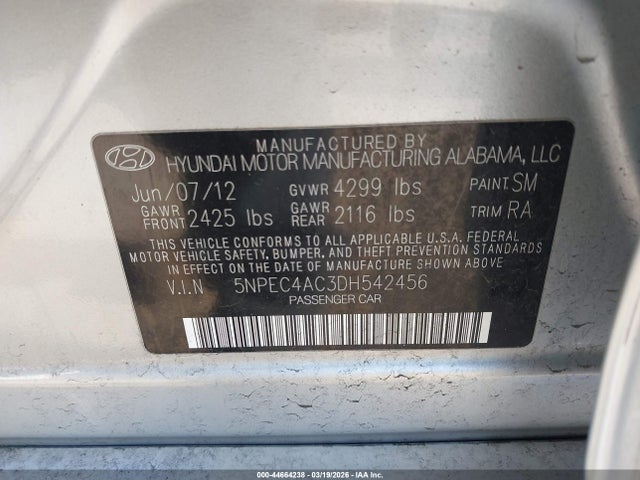 MANUFACTURED BY
HYUNDAI MOTOR MANUFACTURING ALABAMA, LLC
Jun/07/12 GVWR 4299 lbs PAINT SM
GAWR FRONT 2425 lbs GAWR REAR 2116 lbs TRIM RA
THIS VEHICLE CONFORMS TO ALL APPLICABLE U.S.A. FEDERAL
MOTOR VEHICLE SAFETY, BUMPER, AND THEFT PREVENTION STANDARDS
IN EFFECT ON THE DATE OF MANUFACTURE SHOWN ABOVE.
V.I.N 5NPEC4AC3DH542456
PASSENGER CAR
000-44664238 - 03/19/2026 - IAAI.COM